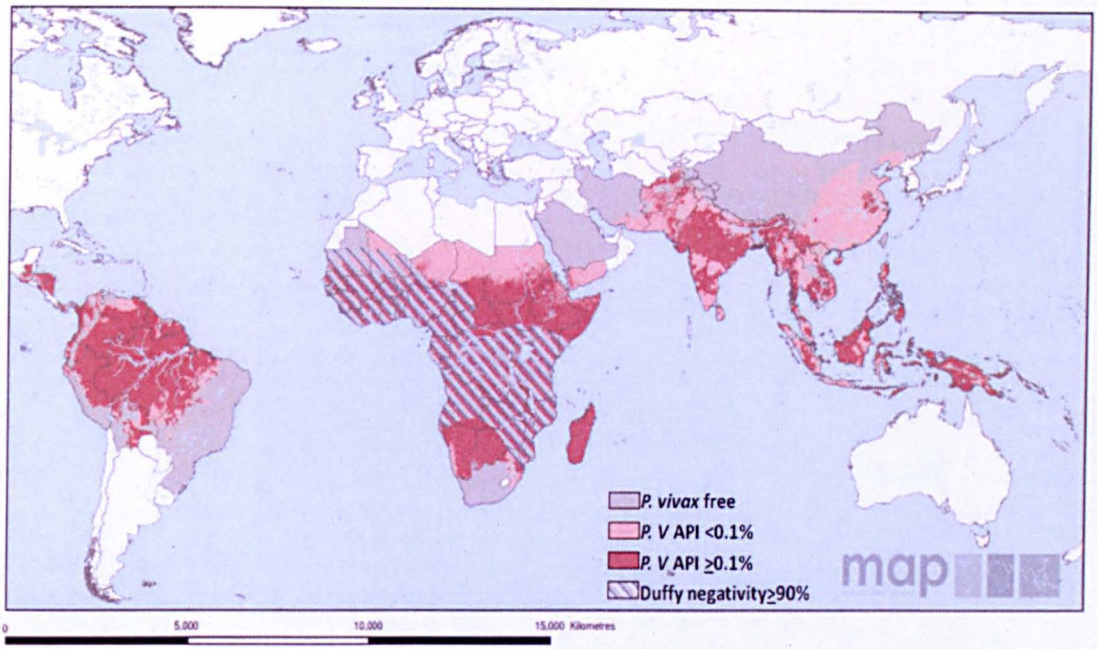 P. vivax free
P. V API <0.1%
P. V API ≥0.1%
Duffy negativity≥90%
map
0 5,000 10,000 15,000 Kilometres